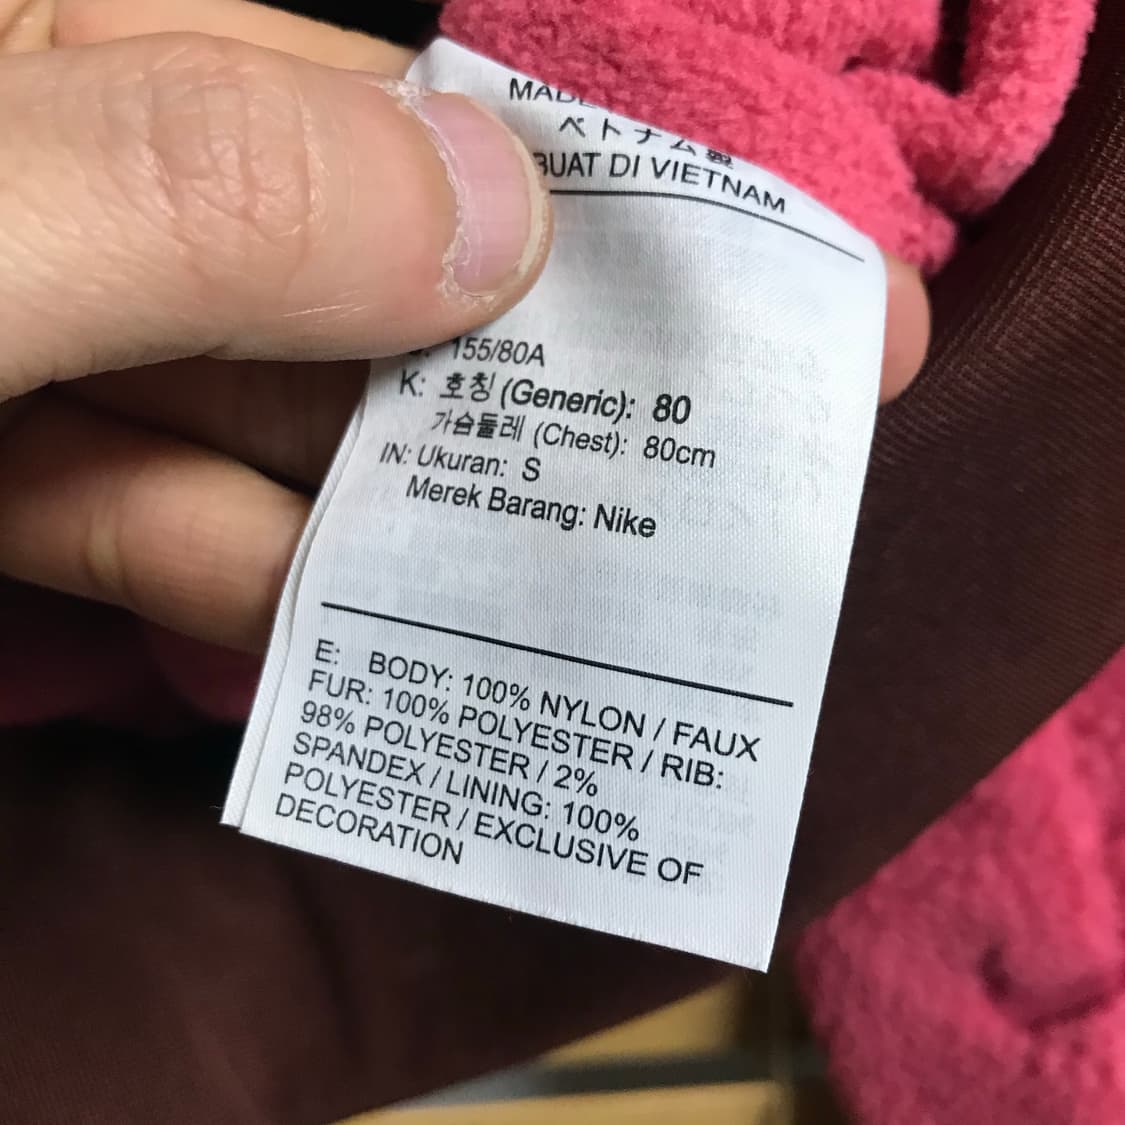 ベトナム製
BUAT DI VIETNAM
155/80A
K: 호칭 (Generic): 80
가슴둘레 (Chest): 80cm
IN: Ukuran: S
Merek Barang: Nike
E: BODY: 100% NYLON / FAUX
FUR: 100% POLYESTER / RIB:
98% POLYESTER / 2%
SPANDEX / LINING: 100%
POLYESTER / EXCLUSIVE OF
DECORATION